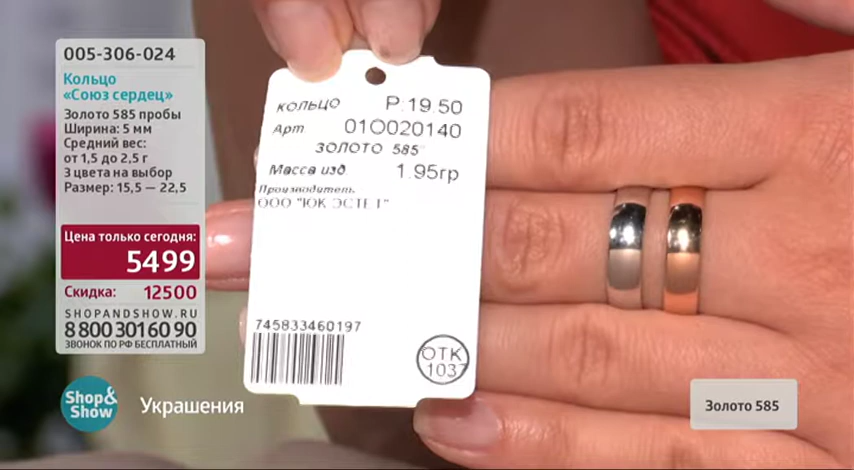 005-306-024
Кольцо
«Союз сердец»
Золото 585 пробы
Ширина: 5 мм
Средний вес:
от 1,5 до 2,5 г
3 цвета на выбор
Размер: 15,5 — 22,5
Цена только сегодня:
5499
Скидка: 12500
SHOPANDSHOW.RU
8 800 301 60 90
ЗВОНОК ПО РФ БЕСПЛАТНЫЙ
Shop&
Show
Украшения
КОЛЬЦО Р:19.50
Арт 01О020140
ЗОЛОТО 585°
Масса изд. 1.95гр
Производитель
ООО "ЮК ЭСТЕТ"
745833460197
ОТК
103
Золото 585